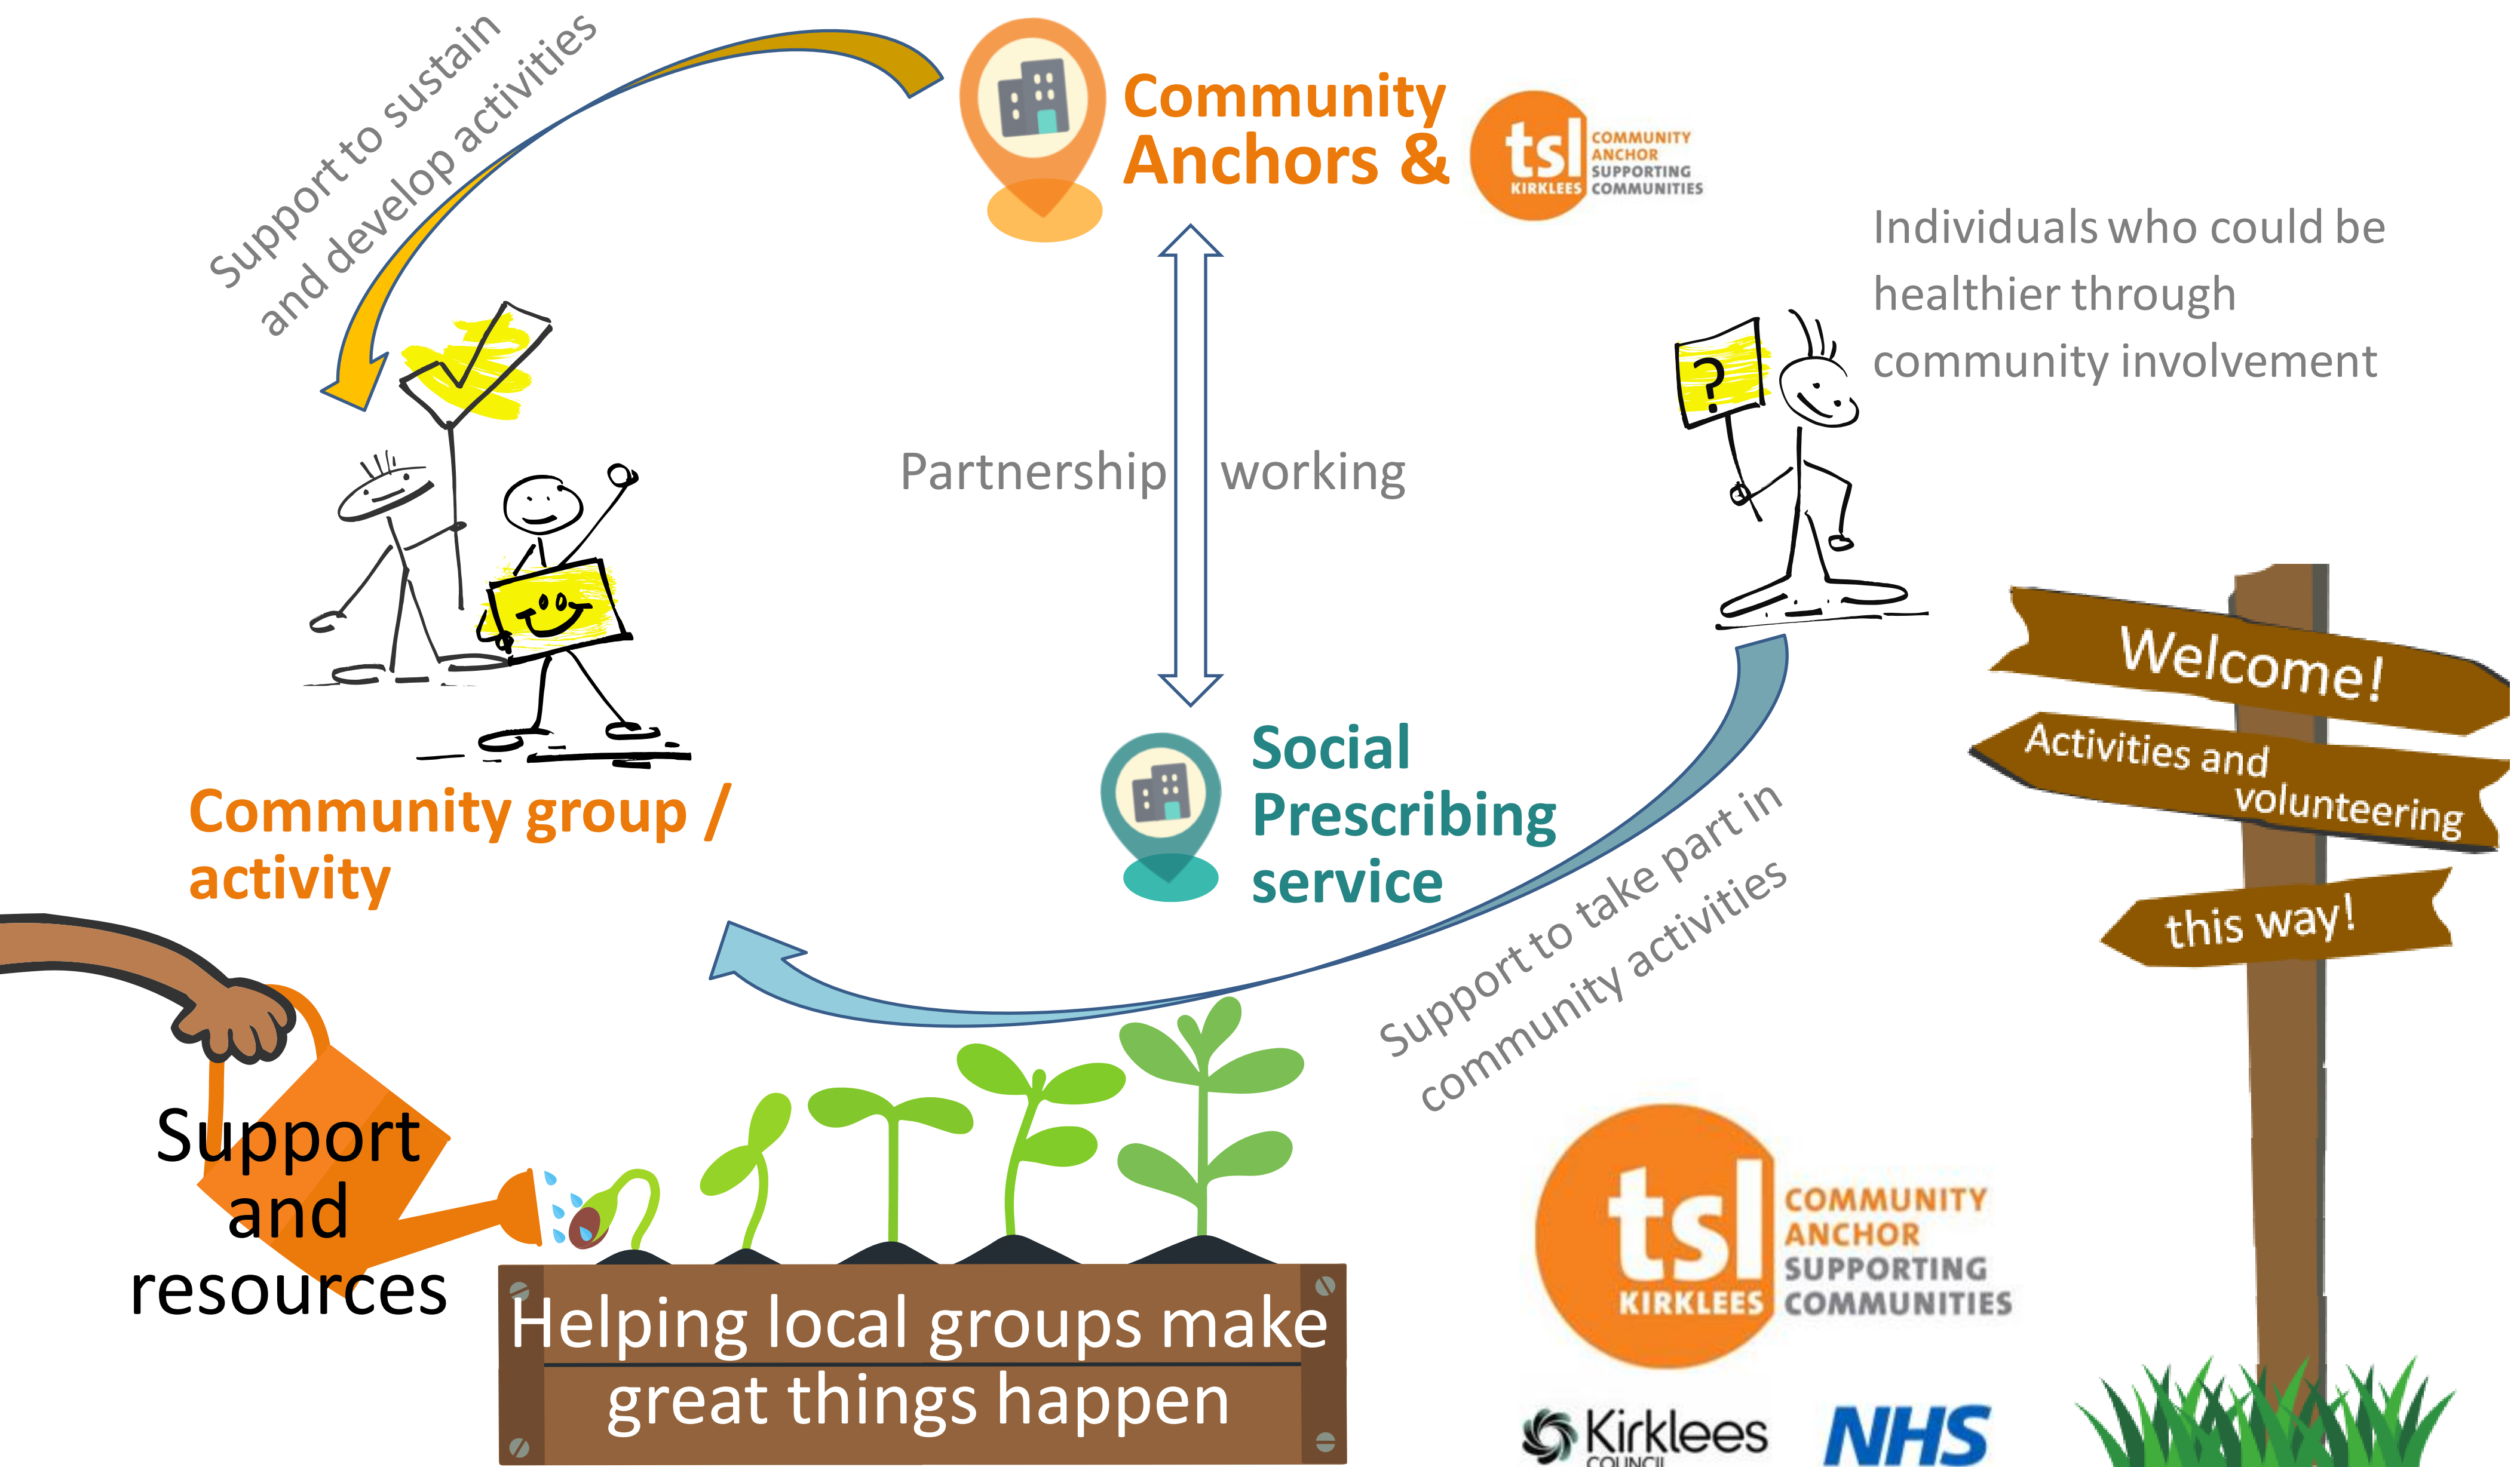 Support to sustain
and develop activities
Community
Anchors &
tsl
KIRKLEES
COMMUNITY
ANCHOR
SUPPORTING
COMMUNITIES
Individuals who could be
healthier through
community involvement
?
Partnership working
Welcome!
Activities and
volunteering
this way!
Social
Prescribing
service
Community group /
activity
Support to take part in
community activities
Support
and
resources
Helping local groups make
great things happen
tsl
KIRKLEES
COMMUNITY
ANCHOR
SUPPORTING
COMMUNITIES
Kirklees
COUNCIL
NHS